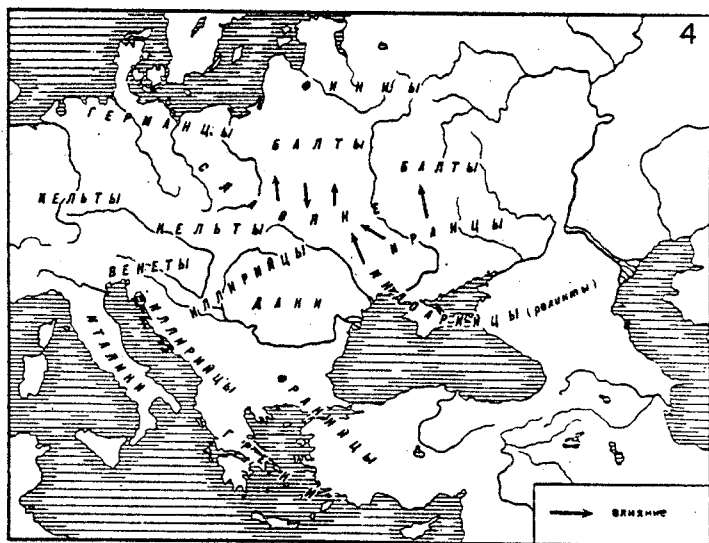 4
ФИННЫ
ГЕРМАНЦЫ
БАЛТЫ
БАЛТЫ
СЛАВЯНЕ
КЕЛЬТЫ
КЕЛЬТЫ
ИРАНЦЫ
ВЕНЕТЫ
ИЛЛИРИЙЦЫ
ДАКИ
ИНДОАРИЙЦЫ (реликты)
ИЛЛИРИЙЦЫ
ИТАЛИКИ
ФРАКИЙЦЫ
ГРЕКИ
влияние